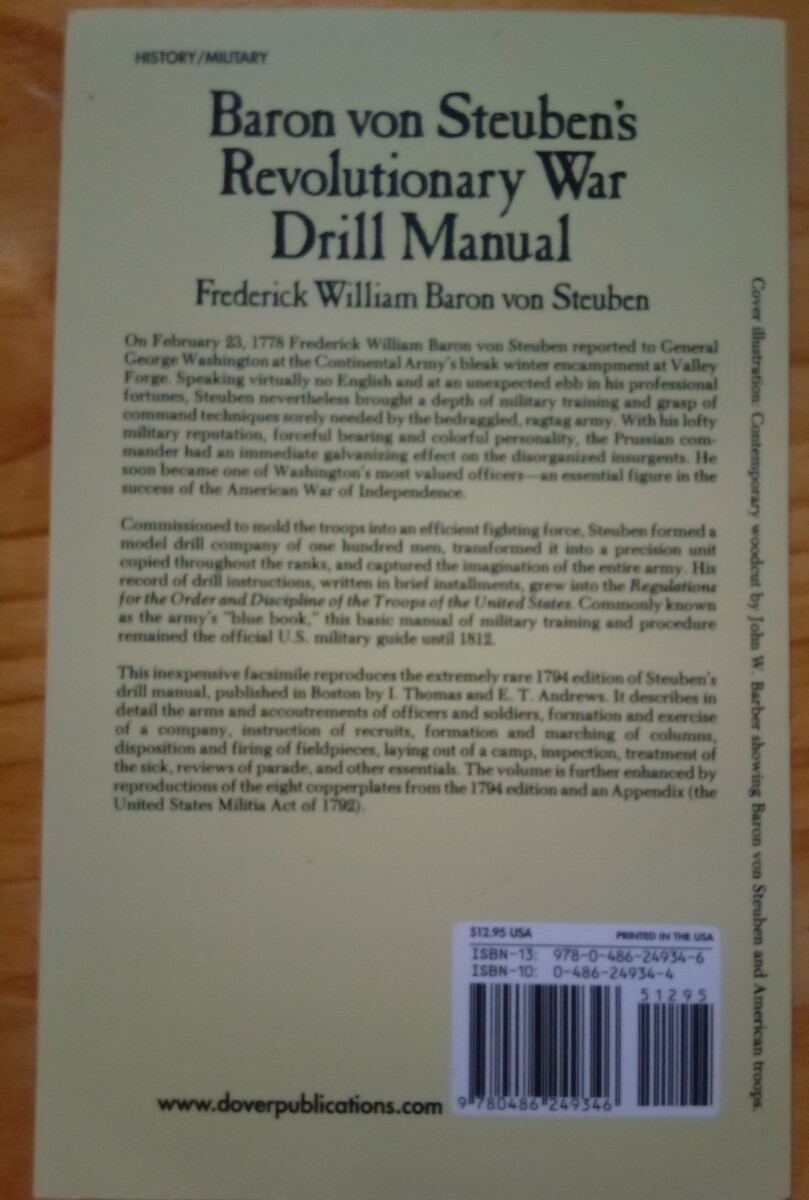 HISTORY/MILITARY
Baron von Steuben's
Revolutionary War
Drill Manual
Frederick William Baron von Steuben
On February 23, 1778 Frederick William Baron von Steuben reported to General
George Washington at the Continental Army's bleak winter encampment at Valley
Forge. Speaking virtually no English and at an unexpected ebb in his professional
fortunes, Steuben nevertheless brought a depth of military training and grasp of
command techniques sorely needed by the bedraggled, ragtag army. With his lofty
military reputation, forceful bearing and colorful personality, the Prussian com-
mander had an immediate galvanizing effect on the disorganized insurgents. He
soon became one of Washington's most valued officers—an essential figure in the
success of the American War of Independence.
Commissioned to mold the troops into an efficient fighting force, Steuben formed a
model drill company of one hundred men, transformed it into a precision unit
copied throughout the ranks, and captured the imagination of the entire army. His
record of drill instructions, written in brief installments, grew into the Regulations
for the Order and Discipline of the Troops of the United States. Commonly known
as the army's "blue book," this basic manual of military training and procedure
remained the official U.S. military guide until 1812.
This inexpensive facsimile reproduces the extremely rare 1794 edition of Steuben's
drill manual, published in Boston by I. Thomas and E. T. Andrews. It describes in
detail the arms and accoutrements of officers and soldiers, formation and exercise
of a company, instruction of recruits, formation and marching of columns,
disposition and firing of fieldpieces, laying out of a camp, inspection, treatment of
the sick, reviews of parade, and other essentials. The volume is further enhanced by
reproductions of the eight copperplates from the 1794 edition and an Appendix (the
United States Militia Act of 1792).
Cover illustration: Contemporary woodcut by John W. Barber showing Baron von Steuben and American troops.
$12.95 USA PRINTED IN THE USA
ISBN-13: 978-0-486-24934-6
ISBN-10: 0-486-24934-4
51295
9 780486 249346
www.doverpublications.com